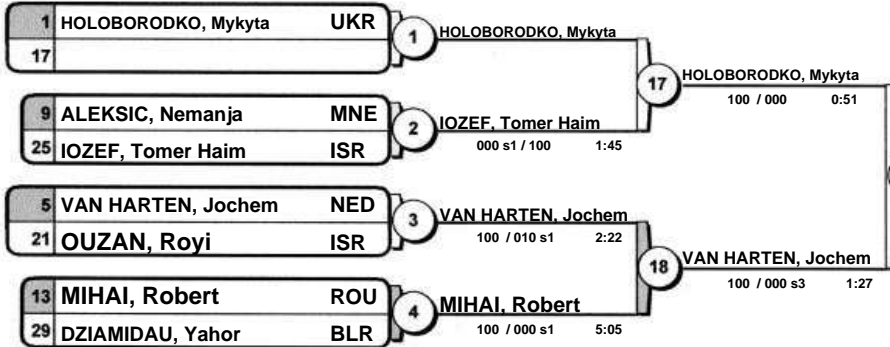 1 HOLOBORODKO, Mykyta UKR
17
1 HOLOBORODKO, Mykyta
9 ALEKSIC, Nemanja MNE
25 IOZEF, Tomer Haim ISR
2 IOZEF, Tomer Haim
000 s1 / 100 1:45
17 HOLOBORODKO, Mykyta
100 / 000 0:51
5 VAN HARTEN, Jochem NED
21 OUZAN, Royi ISR
3 VAN HARTEN, Jochem
100 / 010 s1 2:22
13 MIHAI, Robert ROU
29 DZIAMIDAU, Yahor BLR
4 MIHAI, Robert
100 / 000 s1 5:05
18 VAN HARTEN, Jochem
100 / 000 s3 1:27